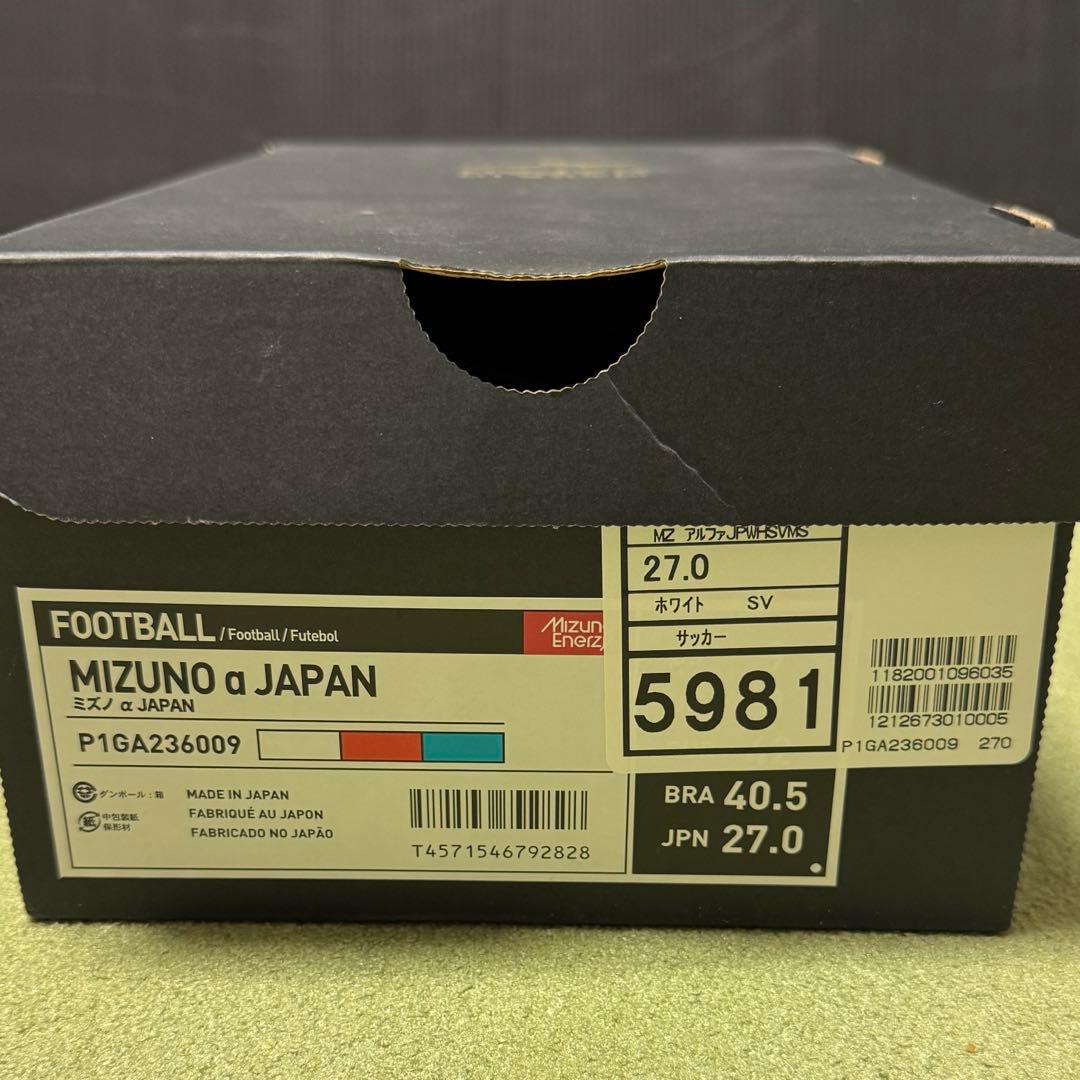 FOOTBALL / Football / Futebol
Mizun
Enerz
MIZUNO α JAPAN
ミズノ α JAPAN
P1GA236009
ダンボール：箱
中包装紙
保形材
紙
MADE IN JAPAN
FABRIQUÉ AU JAPON
FABRICADO NO JAPÃO
T4571546792828
BRA 40.5
JPN 27.0
MZ アルファJPWHSVMS
27.0
ホワイト SV
サッカー
5981
1182001096035
1212673010005
P1GA236009 270